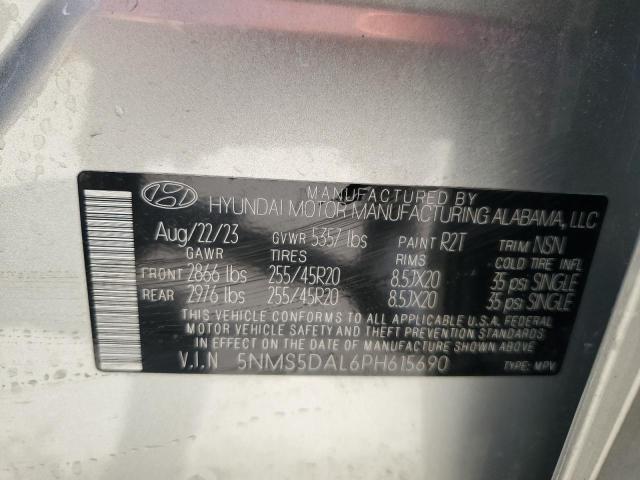 MANUFACTURED BY
HYUNDAI MOTOR MANUFACTURING ALABAMA, LLC
Aug/22/23 GVWR 5357 lbs PAINT R2T TRIM NSN
GAWR TIRES RIMS COLD TIRE INFL.
FRONT 2866 lbs 255/45R20 8.5JX20 35 psi SINGLE
REAR 2976 lbs 255/45R20 8.5JX20 35 psi SINGLE
THIS VEHICLE CONFORMS TO ALL APPLICABLE U.S.A. FEDERAL
MOTOR VEHICLE SAFETY AND THEFT PREVENTION STANDARDS
IN EFFECT ON THE DATE OF MANUFACTURE SHOWN ABOVE
V.I.N 5NMS5DAL6PH615690 TYPE: MPV